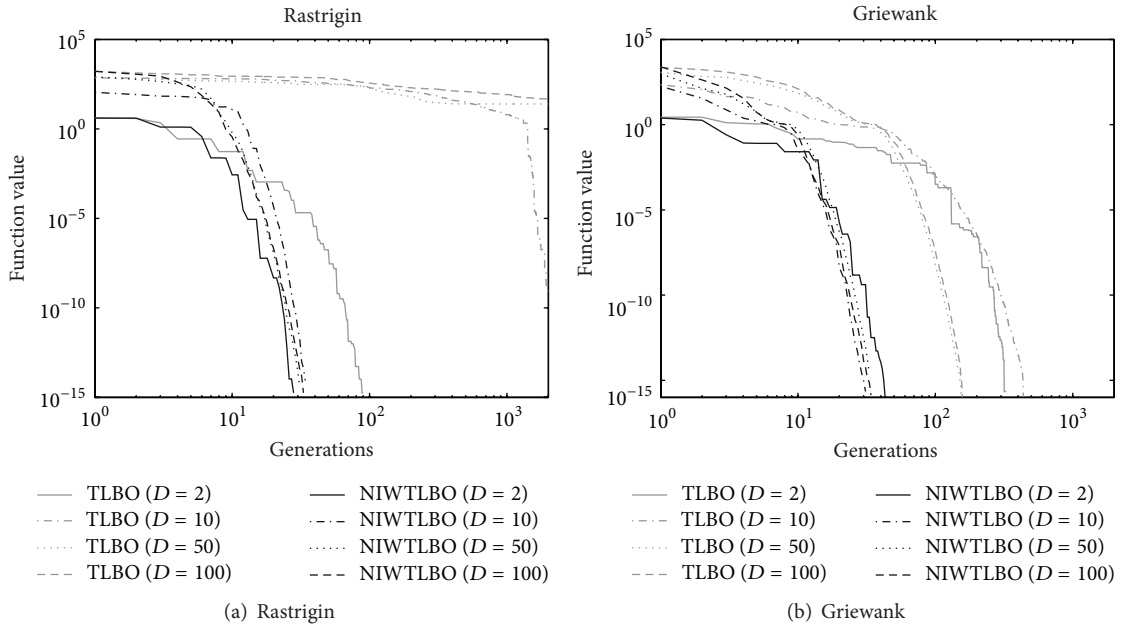 Rastrigin
10^5
10^0
10^-5
10^-10
10^-15
Function value
10^0
10^1
10^2
10^3
Generations
TLBO (D = 2)
TLBO (D = 10)
TLBO (D = 50)
TLBO (D = 100)
NIWTLBO (D = 2)
NIWTLBO (D = 10)
NIWTLBO (D = 50)
NIWTLBO (D = 100)
(a) Rastrigin
Griewank
10^5
10^0
10^-5
10^-10
10^-15
Function value
10^0
10^1
10^2
10^3
Generations
TLBO (D = 2)
TLBO (D = 10)
TLBO (D = 50)
TLBO (D = 100)
NIWTLBO (D = 2)
NIWTLBO (D = 10)
NIWTLBO (D = 50)
NIWTLBO (D = 100)
(b) Griewank